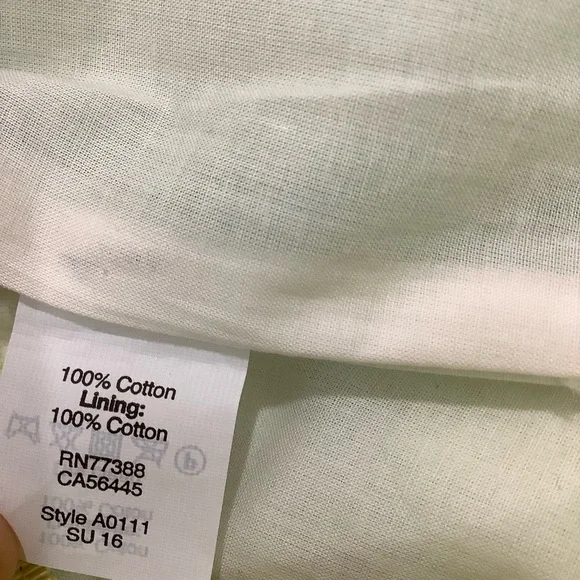 100% Cotton
Lining:
100% Cotton
RN77388
CA56445
Style A0111
SU 16